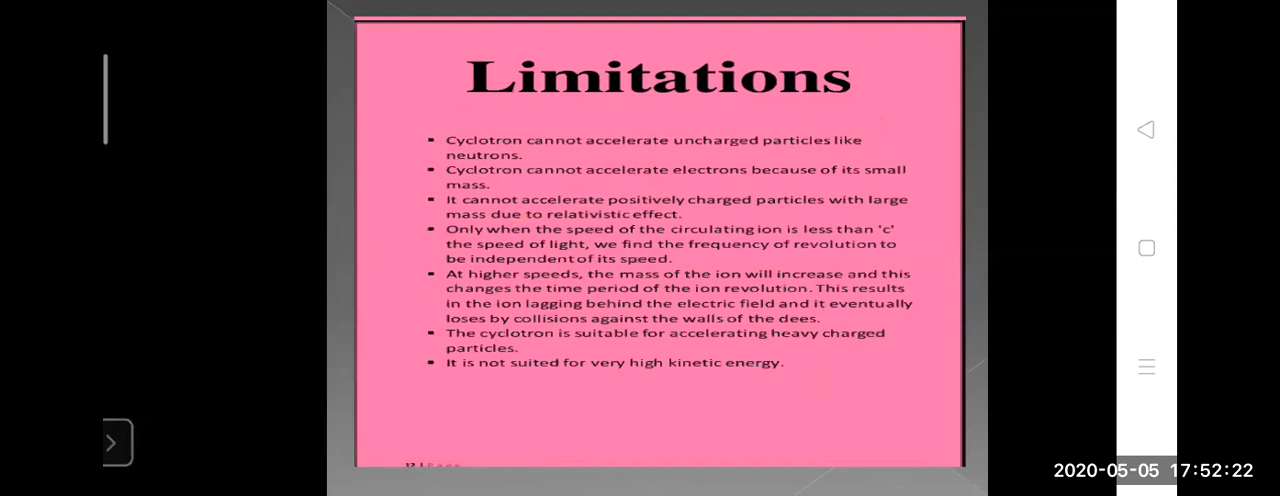 Limitations
▪ Cyclotron cannot accelerate uncharged particles like
neutrons.
▪ Cyclotron cannot accelerate electrons because of its small
mass.
▪ It cannot accelerate positively charged particles with large
mass due to relativistic effect.
▪ Only when the speed of the circulating ion is less than 'c'
the speed of light, we find the frequency of revolution to
be independent of its speed.
▪ At higher speeds, the mass of the ion will increase and this
changes the time period of the ion revolution. This results
in the ion lagging behind the electric field and it eventually
loses by collisions against the walls of the dees.
▪ The cyclotron is suitable for accelerating heavy charged
particles.
▪ It is not suited for very high kinetic energy.
2020-05-05 17:52:22